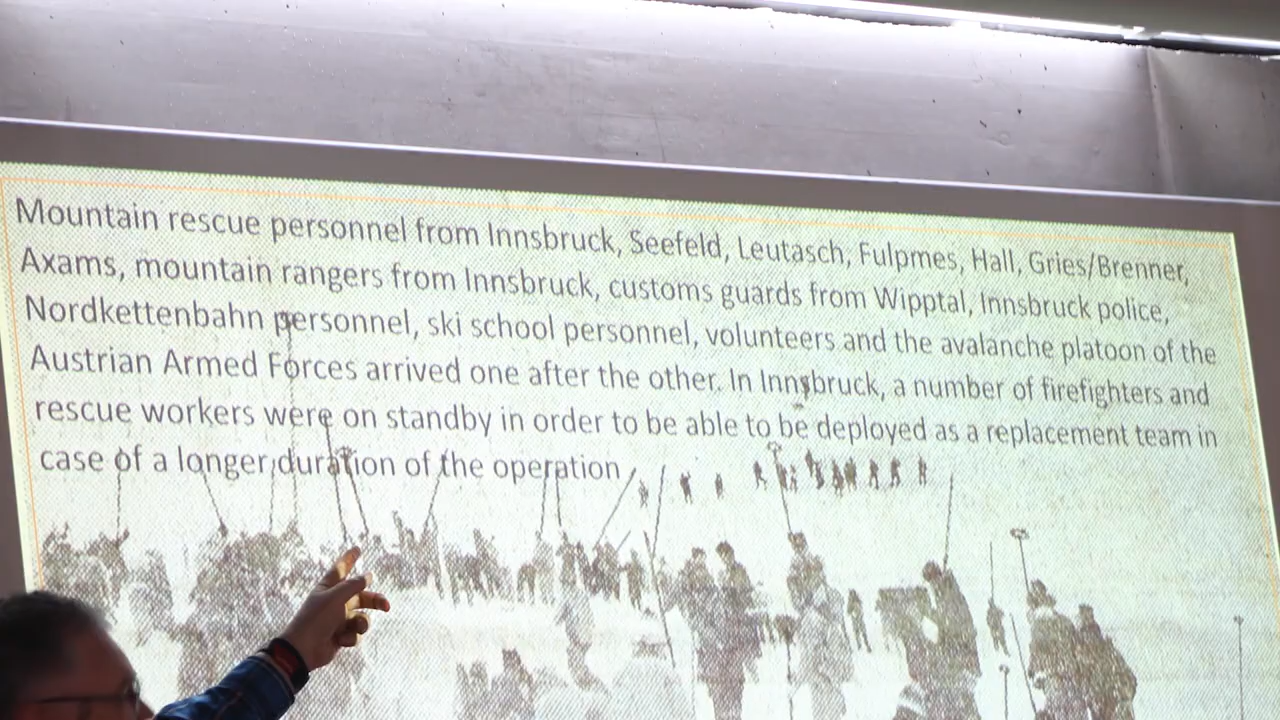 Mountain rescue personnel from Innsbruck, Seefeld, Leutasch, Fulpmes, Hall, Gries/Brenner,
Axams, mountain rangers from Innsbruck, customs guards from Wipptal, Innsbruck police,
Nordkettenbahn personnel, ski school personnel, volunteers and the avalanche platoon of the
Austrian Armed Forces arrived one after the other. In Innsbruck, a number of firefighters and
rescue workers were on standby in order to be able to be deployed as a replacement team in
case of a longer duration of the operation